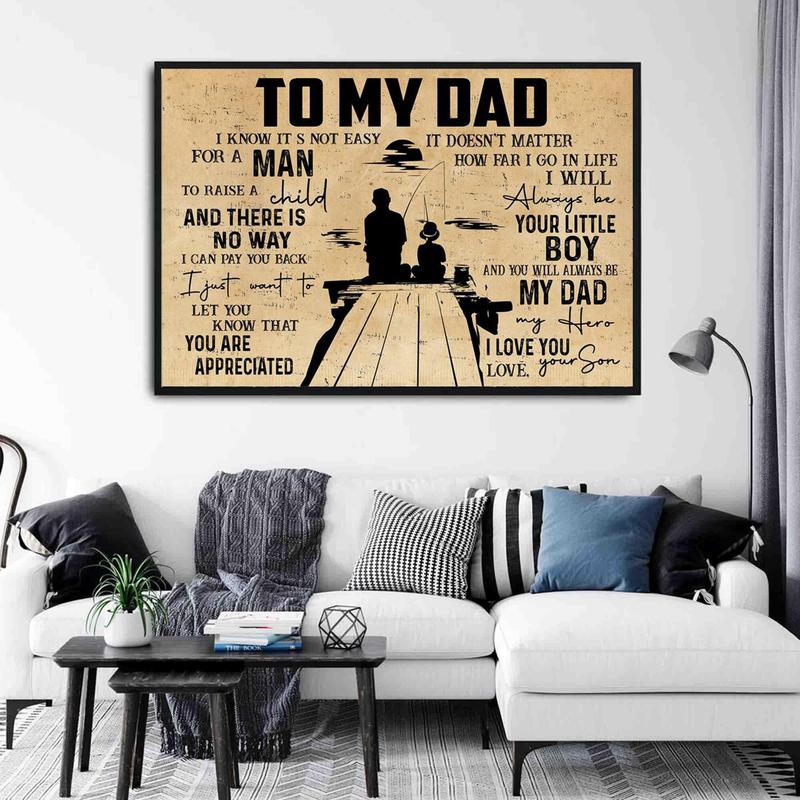 TO MY DAD
I KNOW IT S NOT EASY
FOR A MAN
TO RAISE A child
AND THERE IS
NO WAY
I CAN PAY YOU BACK
I just want to
LET YOU
KNOW THAT
YOU ARE
APPRECIATED
IT DOESN'T MATTER
HOW FAR I GO IN LIFE
I WILL
Always be
YOUR LITTLE
BOY
AND YOU WILL ALWAYS BE
MY DAD
my Hero
I LOVE YOU
LOVE, your Son
THE BOOK